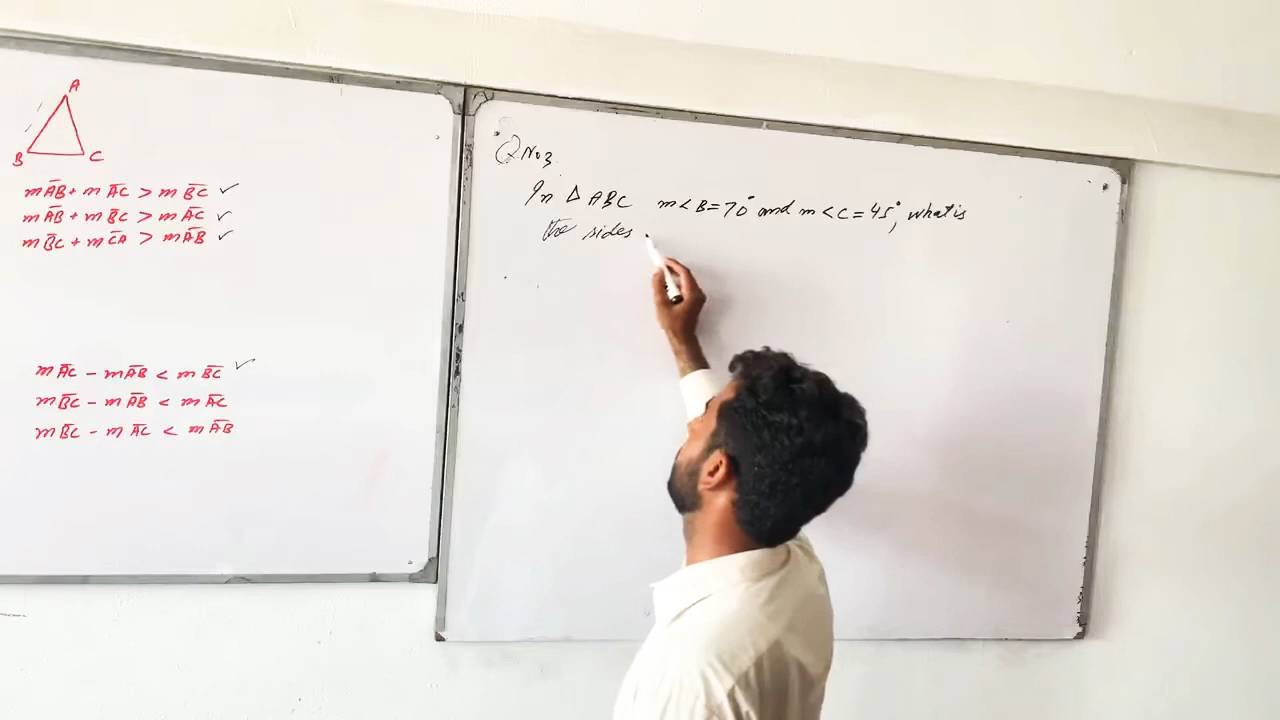 A
B
C
mAB + mAC > mBC ✓
mAB + mBC > mAC ✓
mBC + mCA > mAB ✓
mAC - mAB < mBC ✓
mBC - mAB < mAC
mBC - mAC < mAB
Q No 3.
In △ ABC m<B=70° and m<C=45°, what is
the sides